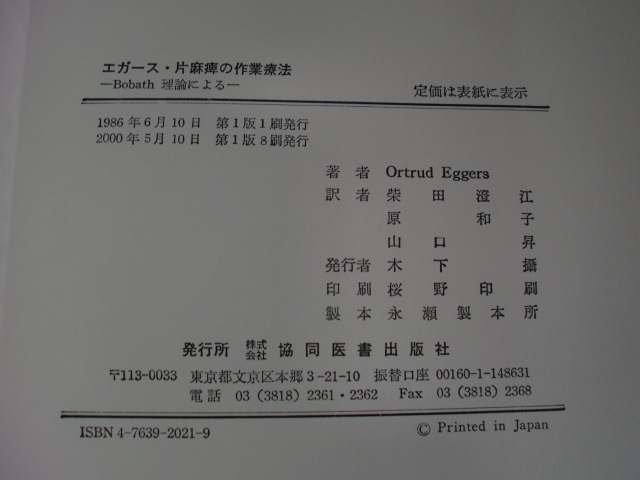 エガース・片麻痺の作業療法
―Bobath 理論による―
定価は表紙に表示
1986 年 6 月 10 日 第 1 版 1 刷発行
2000 年 5 月 10 日 第 1 版 8 刷発行
著者 Ortrud Eggers
訳者 柴田澄江
原和子
山口昇
発行者 木下攝
印刷 桜野印刷
製本 永瀬製本所
発行所 株式会社 協同医書出版社
〒113-0033 東京都文京区本郷 3-21-10 振替口座 00160-1-148631
電話 03 (3818) 2361・2362 Fax 03 (3818) 2368
ISBN 4-7639-2021-9
© Printed in Japan